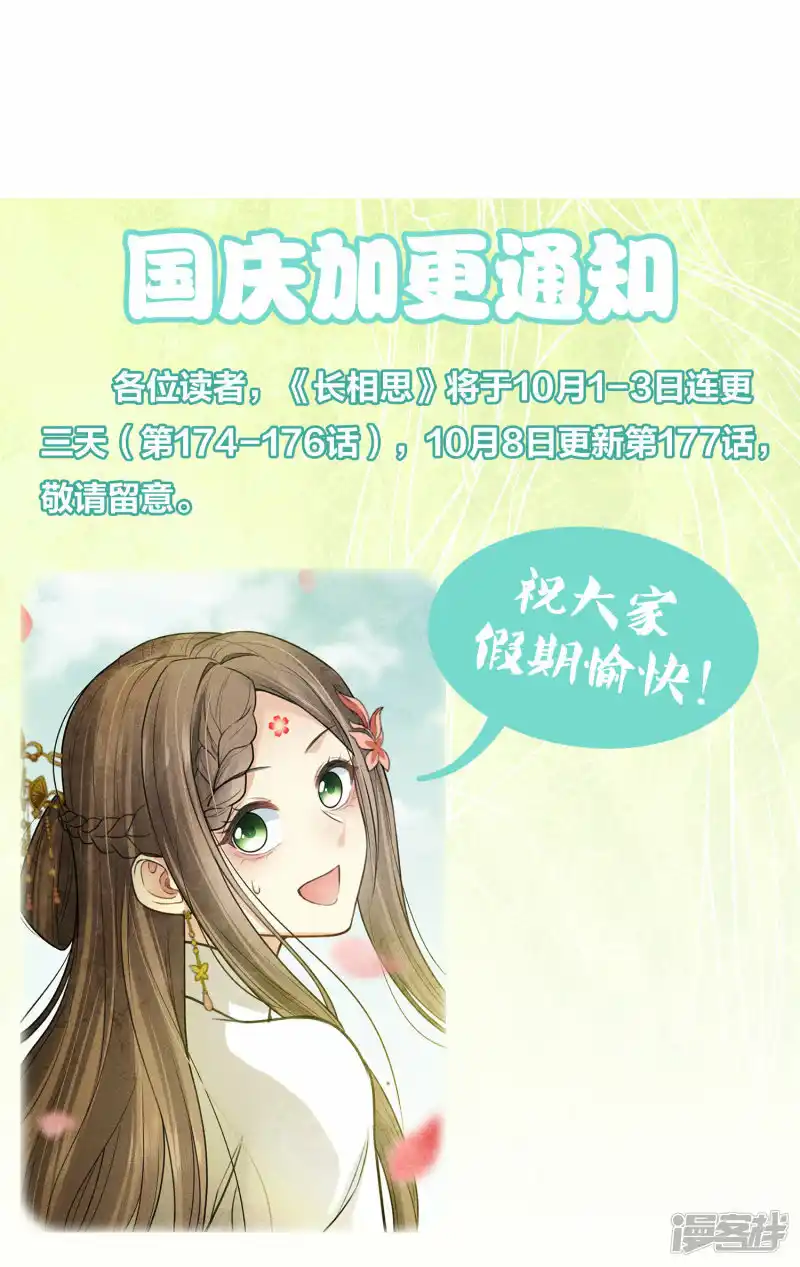 国庆加更通知
各位读者，《长相思》将于10月1-3日连更
三天（第174-176话），10月8日更新第177话，
敬请留意。
祝大家
假期愉快！
漫客栈